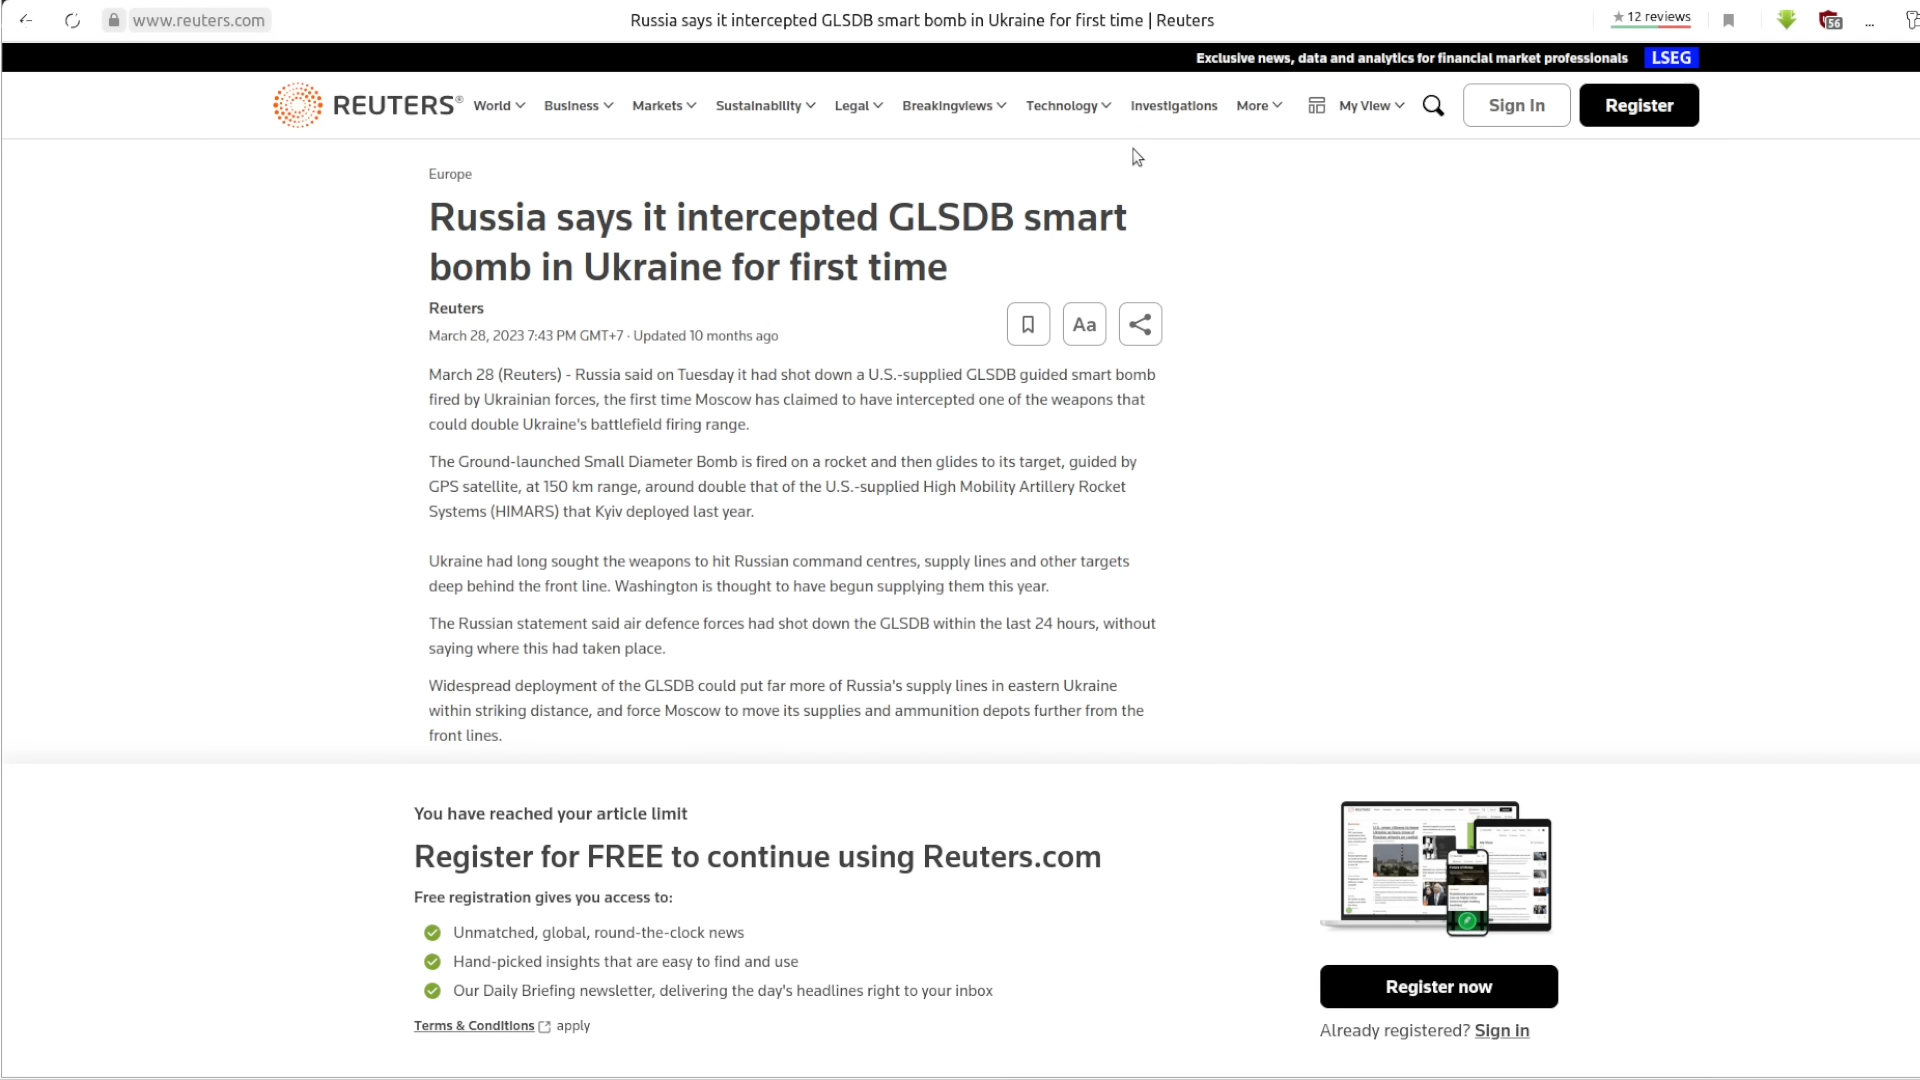 www.reuters.com
Russia says it intercepted GLSDB smart bomb in Ukraine for first time | Reuters
★ 12 reviews
56
...
Exclusive news, data and analytics for financial market professionals LSEG
REUTERS®
World Business Markets Sustainability Legal Breakingviews Technology Investigations More My View
Sign In
Register
Europe
Russia says it intercepted GLSDB smart
bomb in Ukraine for first time
Reuters
March 28, 2023 7:43 PM GMT+7 · Updated 10 months ago
Aa
March 28 (Reuters) - Russia said on Tuesday it had shot down a U.S.-supplied GLSDB guided smart bomb
fired by Ukrainian forces, the first time Moscow has claimed to have intercepted one of the weapons that
could double Ukraine's battlefield firing range.
The Ground-launched Small Diameter Bomb is fired on a rocket and then glides to its target, guided by
GPS satellite, at 150 km range, around double that of the U.S.-supplied High Mobility Artillery Rocket
Systems (HIMARS) that Kyiv deployed last year.
Ukraine had long sought the weapons to hit Russian command centres, supply lines and other targets
deep behind the front line. Washington is thought to have begun supplying them this year.
The Russian statement said air defence forces had shot down the GLSDB within the last 24 hours, without
saying where this had taken place.
Widespread deployment of the GLSDB could put far more of Russia's supply lines in eastern Ukraine
within striking distance, and force Moscow to move its supplies and ammunition depots further from the
front lines.
You have reached your article limit
Register for FREE to continue using Reuters.com
Free registration gives you access to:
Unmatched, global, round-the-clock news
Hand-picked insights that are easy to find and use
Our Daily Briefing newsletter, delivering the day's headlines right to your inbox
Terms & Conditions apply
Register now
Already registered? Sign in